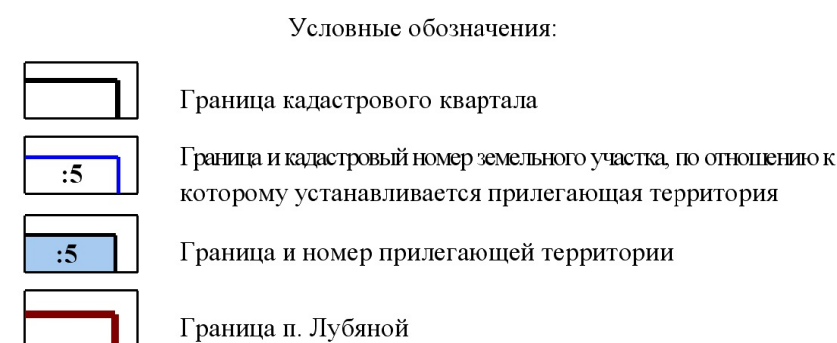 Условные обозначения:
Граница кадастрового квартала
:5 Граница и кадастровый номер земельного участка, по отношению к
которому устанавливается прилегающая территория
:5 Граница и номер прилегающей территории
Граница п. Лубяной